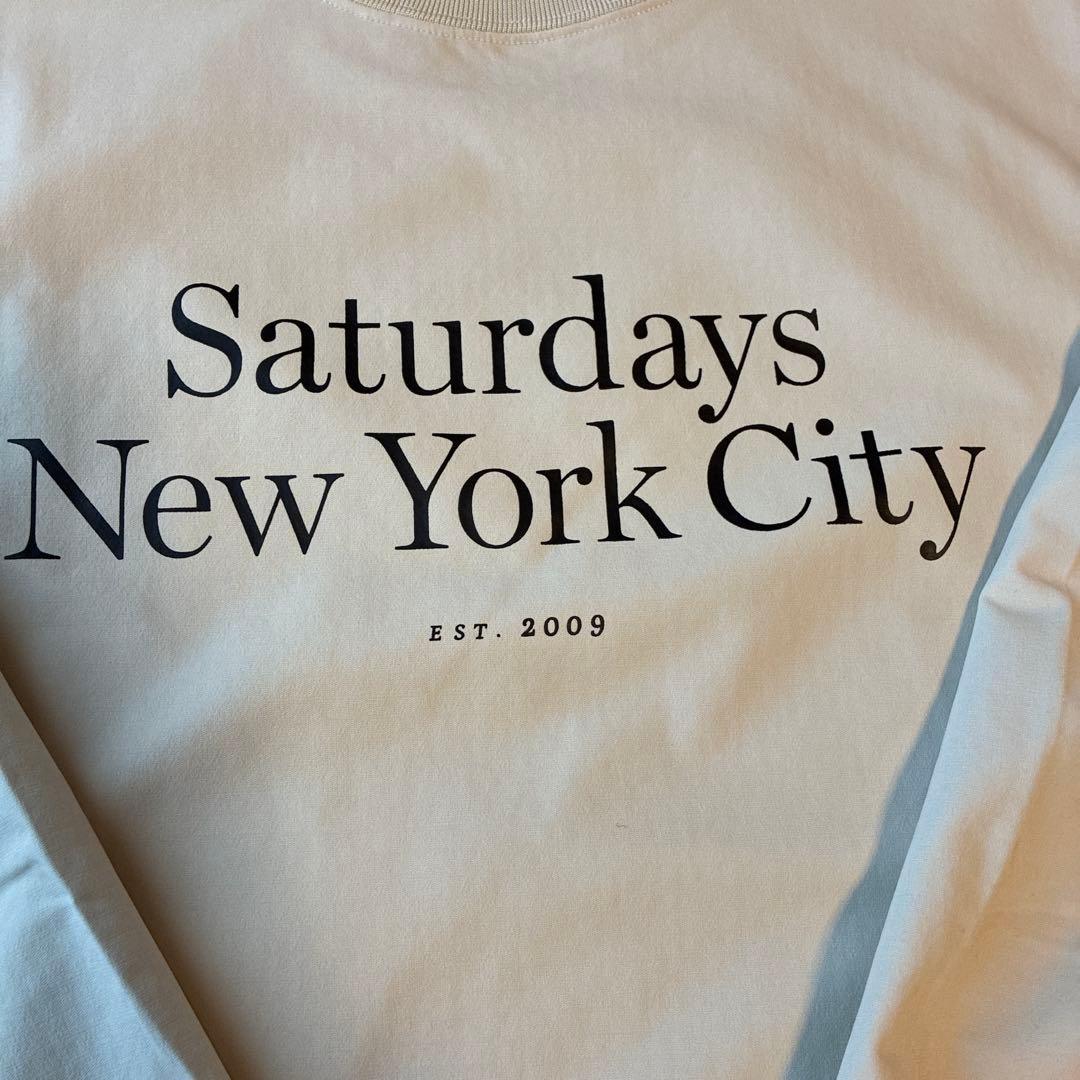 Saturdays
New York City
EST. 2009